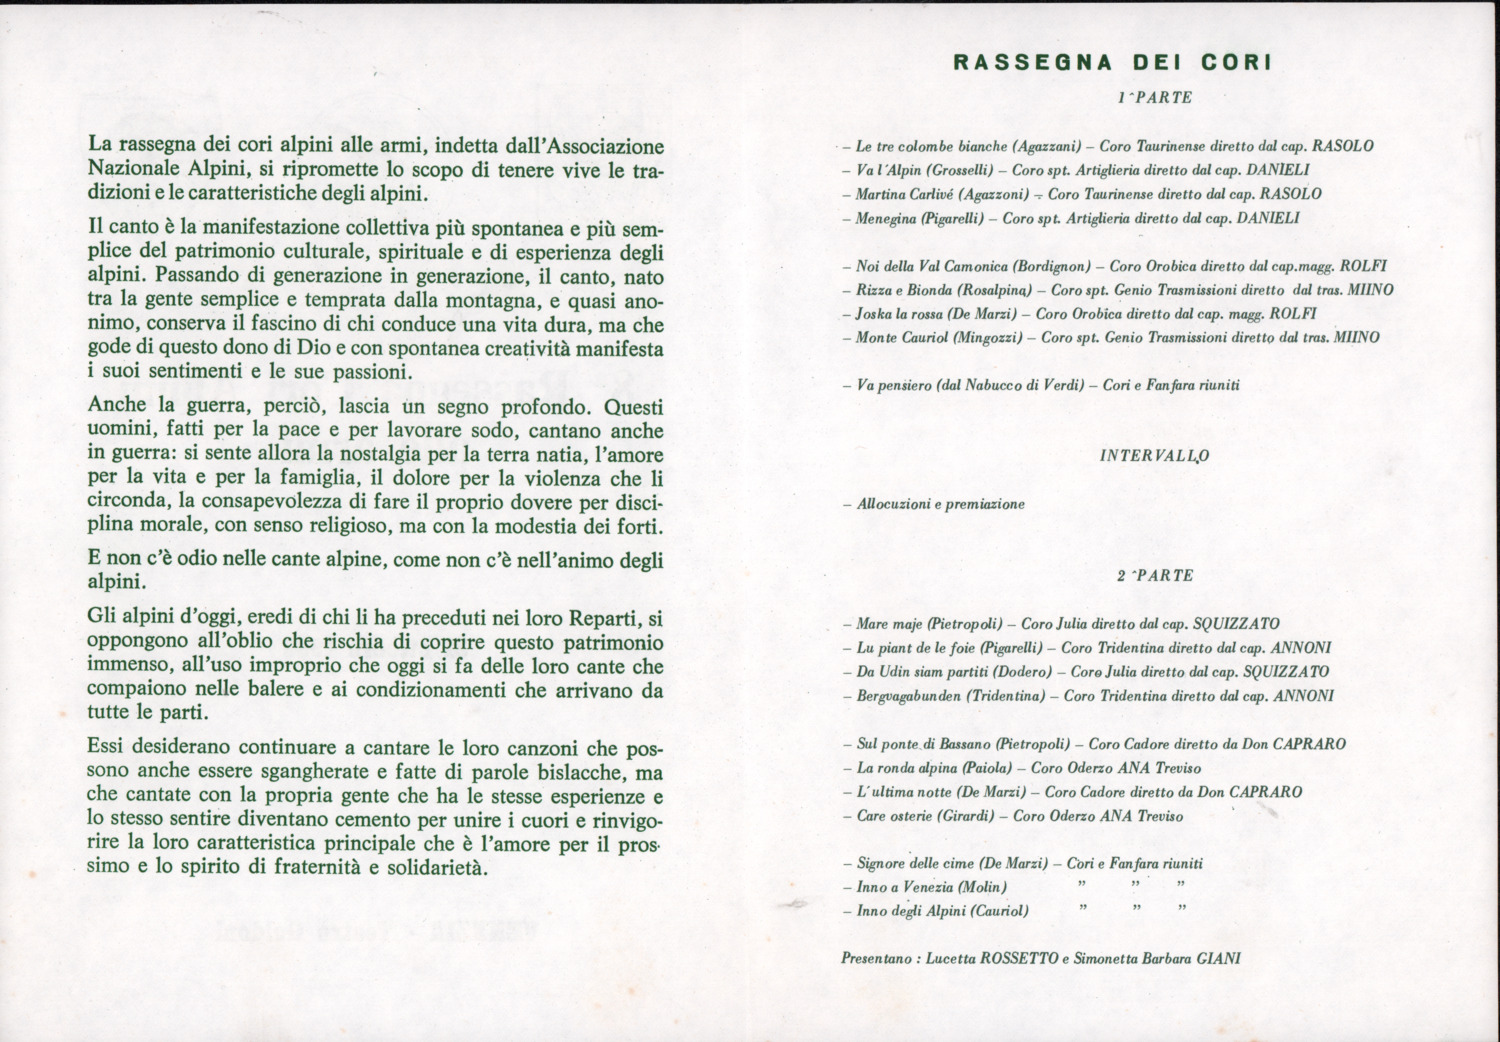 La rassegna dei cori alpini alle armi, indetta dall'Associazione
Nazionale Alpini, si ripromette lo scopo di tenere vive le tra-
dizioni e le caratteristiche degli alpini.
Il canto è la manifestazione collettiva più spontanea e più sem-
plice del patrimonio culturale, spirituale e di esperienza degli
alpini. Passando di generazione in generazione, il canto, nato
tra la gente semplice e temprata dalla montagna, e quasi ano-
nimo, conserva il fascino di chi conduce una vita dura, ma che
gode di questo dono di Dio e con spontanea creatività manifesta
i suoi sentimenti e le sue passioni.
Anche la guerra, perciò, lascia un segno profondo. Questi
uomini, fatti per la pace e per lavorare sodo, cantano anche
in guerra: si sente allora la nostalgia per la terra natia, l'amore
per la vita e per la famiglia, il dolore per la violenza che li
circonda, la consapevolezza di fare il proprio dovere per disci-
plina morale, con senso religioso, ma con la modestia dei forti.
E non c'è odio nelle cante alpine, come non c'è nell'animo degli
alpini.
Gli alpini d'oggi, eredi di chi li ha preceduti nei loro Reparti, si
oppongono all'oblio che rischia di coprire questo patrimonio
immenso, all'uso improprio che oggi si fa delle loro cante che
compaiono nelle balere e ai condizionamenti che arrivano da
tutte le parti.
Essi desiderano continuare a cantare le loro canzoni che pos-
sono anche essere sgangherate e fatte di parole bislacche, ma
che cantate con la propria gente che ha le stesse esperienze e
lo stesso sentire diventano cemento per unire i cuori e rinvigo-
rire la loro caratteristica principale che è l'amore per il pros-
simo e lo spirito di fraternità e solidarietà.
RASSEGNA DEI CORI
1^PARTE
– Le tre colombe bianche (Agazzani) – Coro Taurinense diretto dal cap. RASOLO
– Va l'Alpin (Grosselli) – Coro spt. Artiglieria diretto dal cap. DANIELI
– Martina Carlivé (Agazzoni) – Coro Taurinense diretto dal cap. RASOLO
– Menegina (Pigarelli) – Coro spt. Artiglieria diretto dal cap. DANIELI
– Noi della Val Camonica (Bordignon) – Coro Orobica diretto dal cap.magg. ROLFI
– Rizza e Bionda (Rosalpina) – Coro spt. Genio Trasmissioni diretto dal tras. MIINO
– Joska la rossa (De Marzi) – Coro Orobica diretto dal cap. magg. ROLFI
– Monte Cauriol (Mingozzi) – Coro spt. Genio Trasmissioni diretto dal tras. MIINO
– Va pensiero (dal Nabucco di Verdi) – Cori e Fanfara riuniti
INTERVALLO
– Allocuzioni e premiazione
2 ^PARTE
– Mare maje (Pietropoli) – Coro Julia diretto dal cap. SQUIZZATO
– Lu piant de le foie (Pigarelli) – Coro Tridentina diretto dal cap. ANNONI
– Da Udin siam partiti (Dodero) – Coro Julia diretto dal cap. SQUIZZATO
– Bergvagabunden (Tridentina) – Coro Tridentina diretto dal cap. ANNONI
– Sul ponte di Bassano (Pietropoli) – Coro Cadore diretto da Don CAPRARO
– La ronda alpina (Paiola) – Coro Oderzo ANA Treviso
– L'ultima notte (De Marzi) – Coro Cadore diretto da Don CAPRARO
– Care osterie (Girardi) – Coro Oderzo ANA Treviso
– Signore delle cime (De Marzi) – Cori e Fanfara riuniti
– Inno a Venezia (Molin) ” ” ”
– Inno degli Alpini (Cauriol) ” ” ”
Presentano : Lucetta ROSSETTO e Simonetta Barbara GIANI